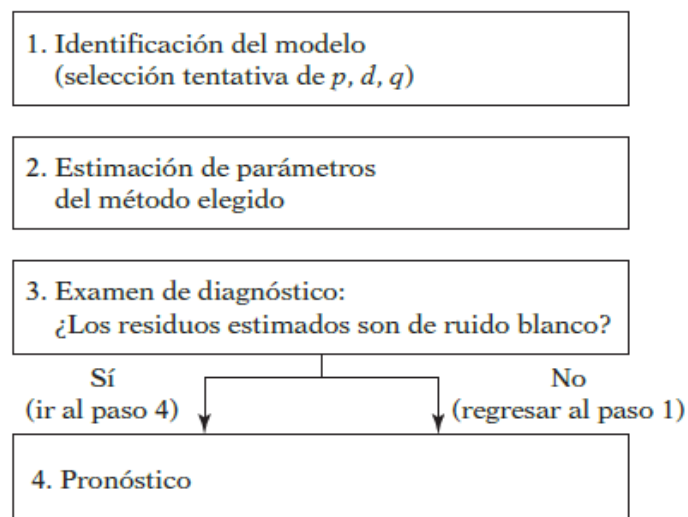 1. Identificación del modelo
(selección tentativa de p, d, q)
2. Estimación de parámetros
del método elegido
3. Examen de diagnóstico:
¿Los residuos estimados son de ruido blanco?
Sí
(ir al paso 4)
No
(regresar al paso 1)
4. Pronóstico